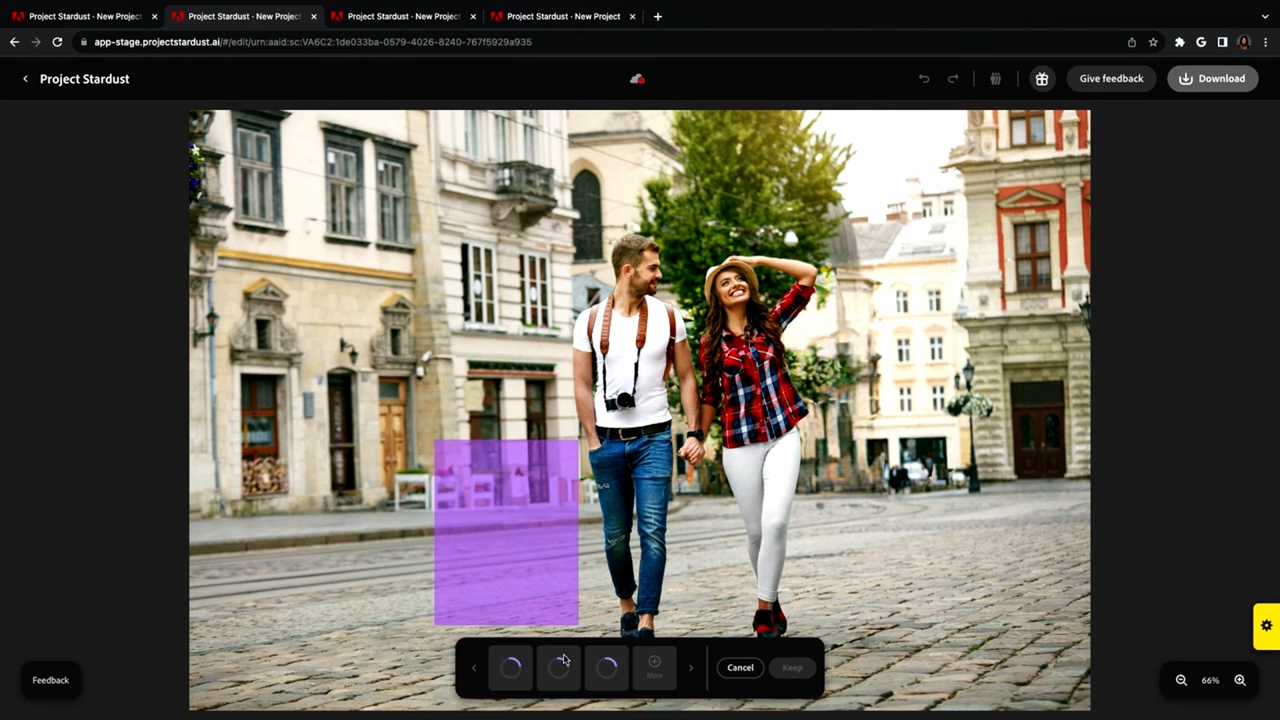 Project Stardust - New Project
Project Stardust - New Project
Project Stardust - New Project
Project Stardust - New Project
app-stage.projectstardust.ai/#/edit/urn:aaid:sc:VA6C2:1de033ba-0579-4026-8240-767f5929a935
Project Stardust
Give feedback
Download
More
Cancel
Keep
Feedback
66%